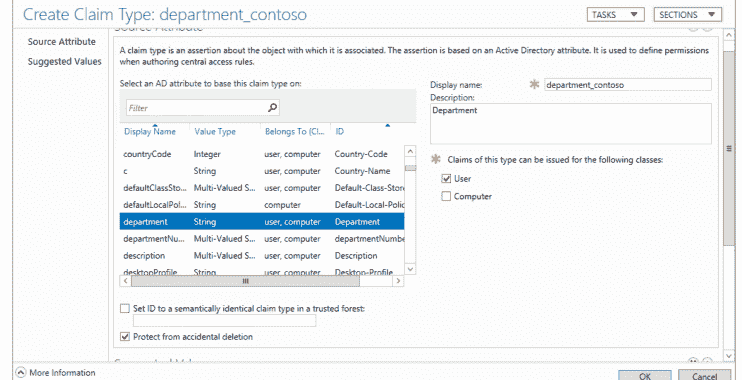 Create Claim Type: department_contoso
TASKS
SECTIONS
Source Attribute
Suggested Values
Source Attribute
A claim type is an assertion about the object with which it is associated. The assertion is based on an Active Directory attribute. It is used to define permissions
when authoring central access rules.
Select an AD attribute to base this claim type on:
Filter
Display Name Value Type Belongs To (Cl... ID
countryCode Integer user, computer Country-Code
c String user, computer Country-Name
defaultClassSto... Multi-Valued S... user, computer Default-Class-Store
defaultLocalPol... String computer Default-Local-Polic
department String user, computer Department
departmentNu... Multi-Valued S... user, computer departmentNumbe
description Multi-Valued S... user, computer Description
desktopProfile String user, computer Desktop-Profile
Set ID to a semantically identical claim type in a trusted forest:
Protect from accidental deletion
Display name: department_contoso
Description:
Department
Claims of this type can be issued for the following classes:
User
Computer
More Information
OK
Cancel